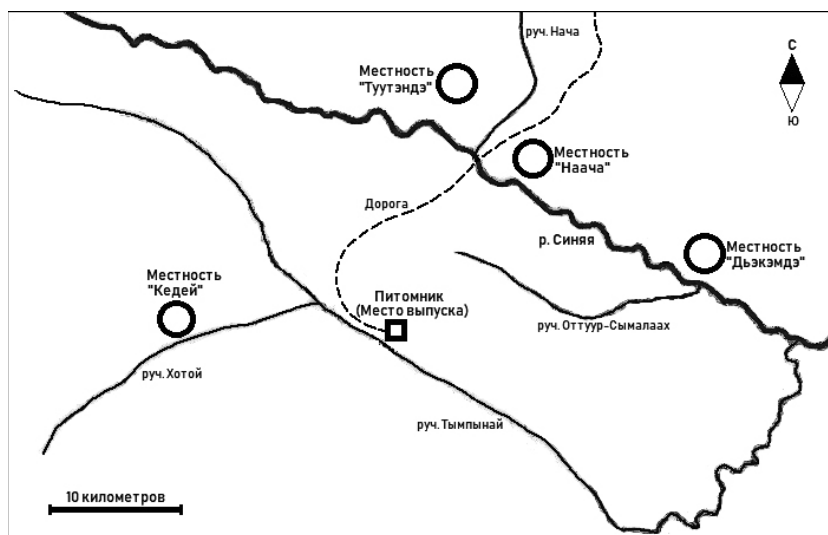 руч. Нача
С
Ю
Местность
"Туутэндэ"
Местность
"Наача"
Дорога
р. Синяя
Местность
"Дьэкэмдэ"
Местность
"Кедей"
Питомник
(Место выпуска)
руч. Оттуур-Сымалаах
руч. Хотой
руч. Тымпынай
10 километров